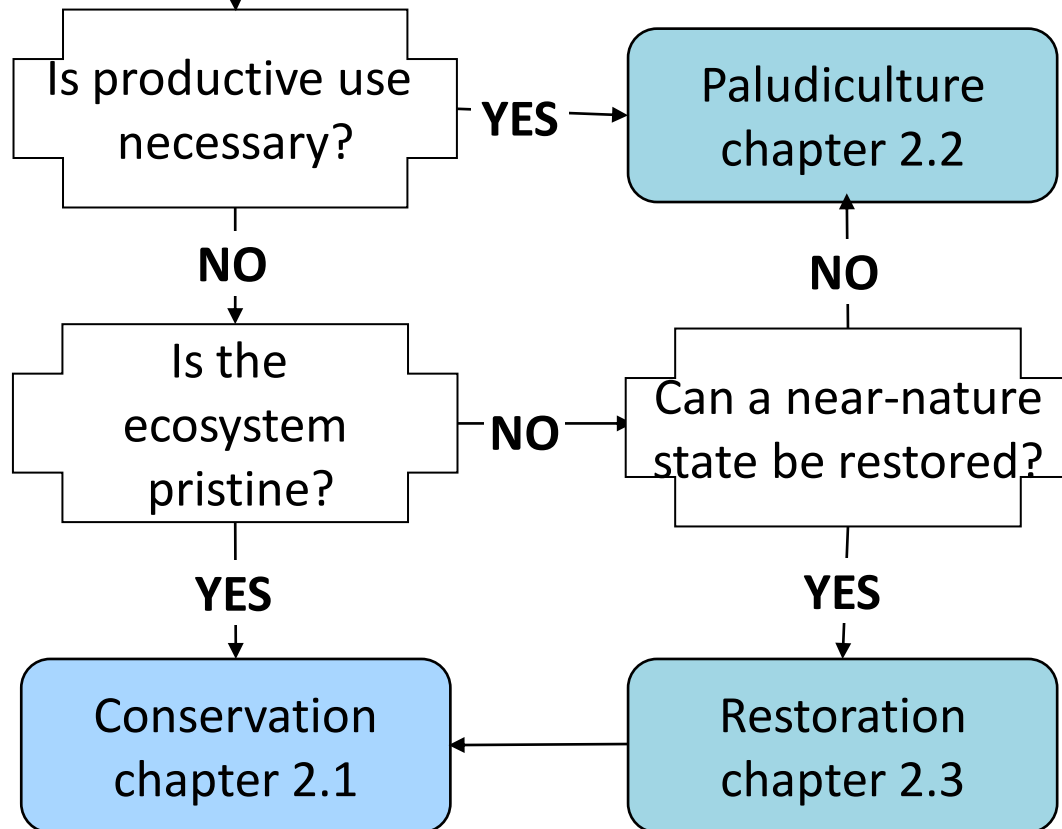 Is productive use
necessary?
YES
Paludiculture
chapter 2.2
NO
NO
Is the
ecosystem
pristine?
NO
Can a near-nature
state be restored?
YES
YES
Conservation
chapter 2.1
Restoration
chapter 2.3